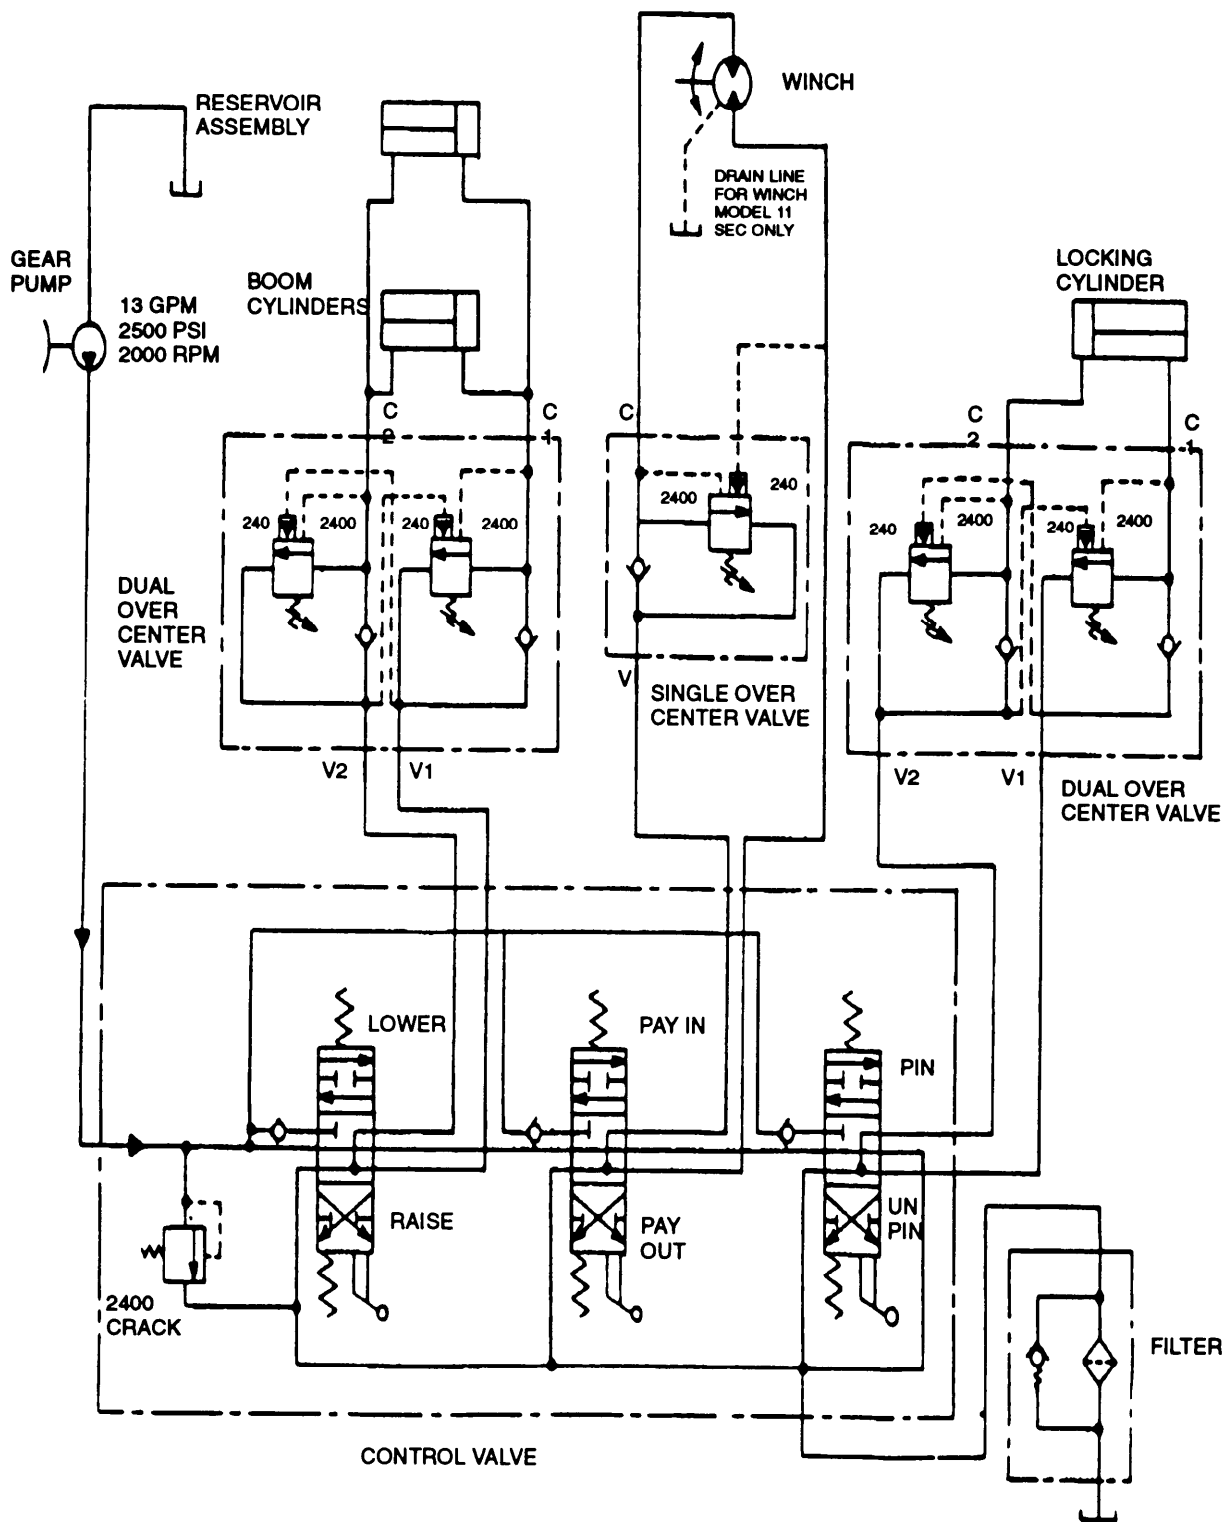 RESERVOIR
ASSEMBLY
WINCH
DRAIN LINE
FOR WINCH
MODEL 11
SEC ONLY
GEAR
PUMP
13 GPM
2500 PSI
2000 RPM
BOOM
CYLINDERS
LOCKING
CYLINDER
C
2
C
1
C
C
2
C
1
240
2400
240
2400
2400
240
240
2400
240
2400
DUAL
OVER
CENTER
VALVE
V
SINGLE OVER
CENTER VALVE
V2
V1
V2
V1
DUAL OVER
CENTER VALVE
LOWER
PAY IN
PIN
RAISE
PAY
OUT
UN
PIN
2400
CRACK
FILTER
CONTROL VALVE